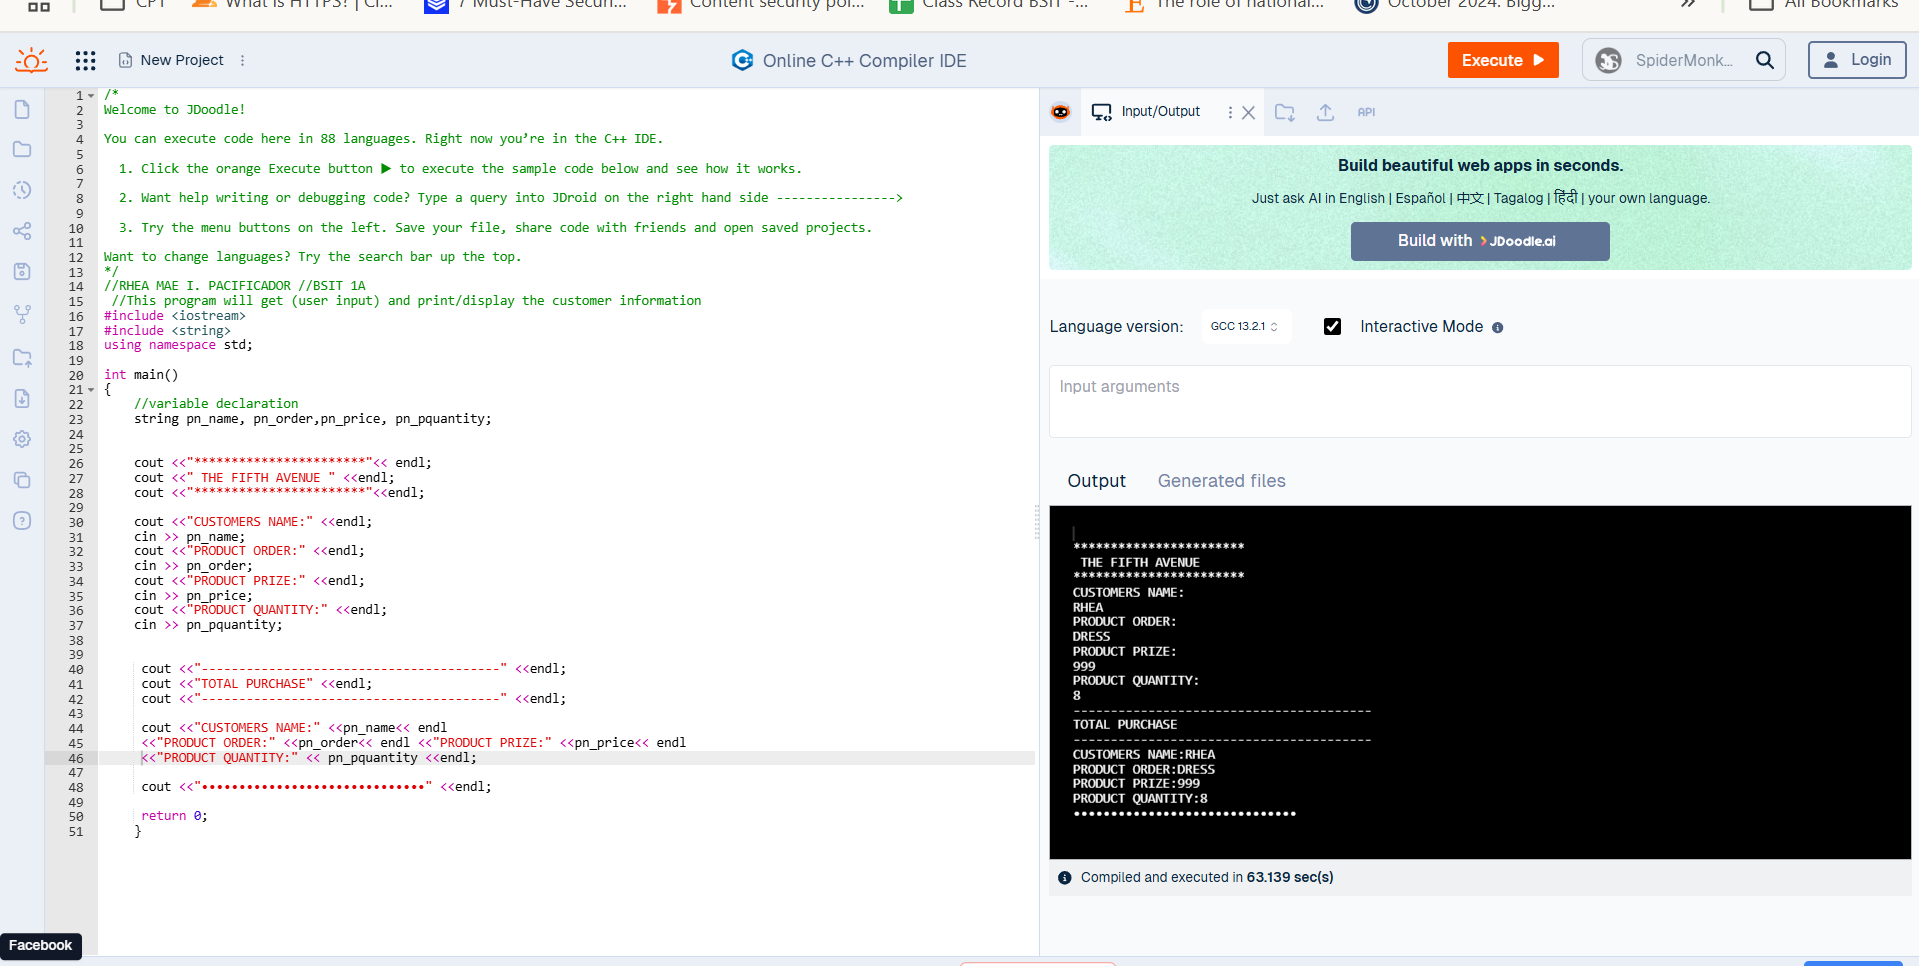 CPT
What is HTTPS? | Cl...
7 Must-Have Securi...
Content security pol...
Class Record BSIT -...
The role of national...
October 2024: Bigg...
All Bookmarks
New Project
Online C++ Compiler IDE
Execute
SpiderMonk...
Login
1 /*
2 Welcome to JDoodle!
3
4 You can execute code here in 88 languages. Right now you’re in the C++ IDE.
5
6   1. Click the orange Execute button ▶ to execute the sample code below and see how it works.
7
8   2. Want help writing or debugging code? Type a query into JDroid on the right hand side ---------------->
9
10   3. Try the menu buttons on the left. Save your file, share code with friends and open saved projects.
11
12 Want to change languages? Try the search bar up the top.
13 */
14 //RHEA MAE I. PACIFICADOR //BSIT 1A
15  //This program will get (user input) and print/display the customer information
16 #include <iostream>
17 #include <string>
18 using namespace std;
19
20 int main()
21 {
22     //variable declaration
23     string pn_name, pn_order,pn_price, pn_pquantity;
24
25
26     cout <<"***********************"<< endl;
27     cout <<" THE FIFTH AVENUE " <<endl;
28     cout <<"***********************"<<endl;
29
30     cout <<"CUSTOMERS NAME:" <<endl;
31     cin >> pn_name;
32     cout <<"PRODUCT ORDER:" <<endl;
33     cin >> pn_order;
34     cout <<"PRODUCT PRIZE:" <<endl;
35     cin >> pn_price;
36     cout <<"PRODUCT QUANTITY:" <<endl;
37     cin >> pn_pquantity;
38
39
40      cout <<"----------------------------------------" <<endl;
41      cout <<"TOTAL PURCHASE" <<endl;
42      cout <<"----------------------------------------" <<endl;
43
44      cout <<"CUSTOMERS NAME:" <<pn_name<< endl
45      <<"PRODUCT ORDER:" <<pn_order<< endl <<"PRODUCT PRIZE:" <<pn_price<< endl
46      <<"PRODUCT QUANTITY:" << pn_pquantity <<endl;
47
48      cout <<"••••••••••••••••••••••••••••••" <<endl;
49
50      return 0;
51     }
Facebook
Input/Output
API
Build beautiful web apps in seconds.
Just ask AI in English | Español | 中文 | Tagalog | हिंदी | your own language.
Build with JDoodle.ai
Language version: GCC 13.2.1 Interactive Mode
Input arguments
Output Generated files
***********************
 THE FIFTH AVENUE
***********************
CUSTOMERS NAME:
RHEA
PRODUCT ORDER:
DRESS
PRODUCT PRIZE:
999
PRODUCT QUANTITY:
8
----------------------------------------
TOTAL PURCHASE
----------------------------------------
CUSTOMERS NAME:RHEA
PRODUCT ORDER:DRESS
PRODUCT PRIZE:999
PRODUCT QUANTITY:8
••••••••••••••••••••••••••••••
Compiled and executed in 63.139 sec(s)